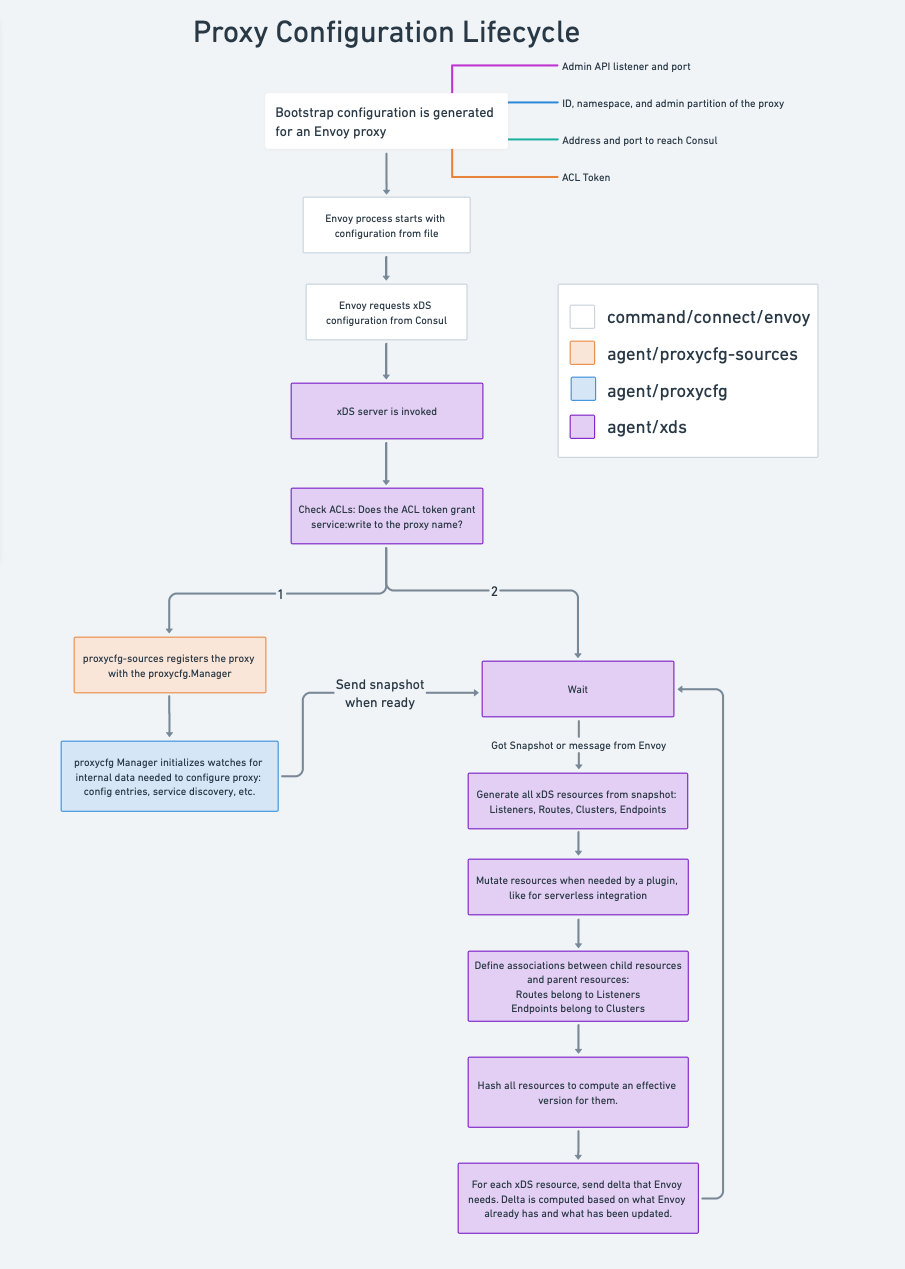 Proxy Configuration Lifecycle
Admin API listener and port
Bootstrap configuration is generated
for an Envoy proxy
ID, namespace, and admin partition of the proxy
Address and port to reach Consul
ACL Token
Envoy process starts with
configuration from file
Envoy requests xDS
configuration from Consul
command/connect/envoy
agent/proxycfg-sources
agent/proxycfg
agent/xds
xDS server is invoked
Check ACLs: Does the ACL token grant
service:write to the proxy name?
1
2
proxycfg-sources registers the proxy
with the proxycfg.Manager
proxycfg Manager initializes watches for
internal data needed to configure proxy:
config entries, service discovery, etc.
Send snapshot
when ready
Wait
Got Snapshot or message from Envoy
Generate all xDS resources from snapshot:
Listeners, Routes, Clusters, Endpoints
Mutate resources when needed by a plugin,
like for serverless integration
Define associations between child resources
and parent resources:
Routes belong to Listeners
Endpoints belong to Clusters
Hash all resources to compute an effective
version for them.
For each xDS resource, send delta that Envoy
needs. Delta is computed based on what Envoy
already has and what has been updated.